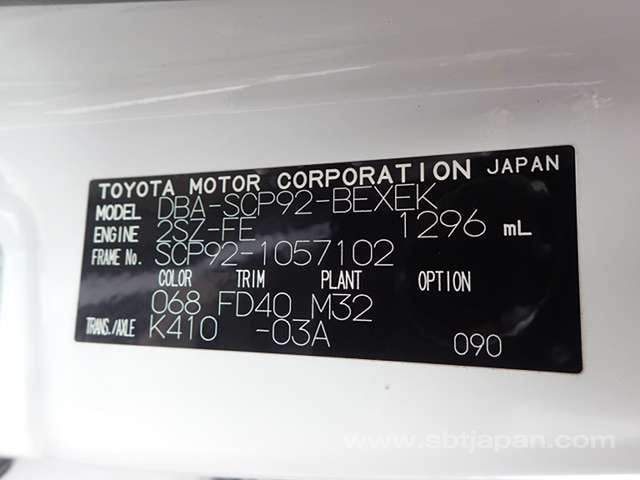 TOYOTA MOTOR CORPORATION JAPAN
MODEL DBA-SCP92-BEXEK
ENGINE 2SZ-FE 1296 mL
FRAME No. SCP92-1057102
COLOR TRIM PLANT OPTION
068 FD40 M32
TRANS./AXLE K410 -03A 090
www.sbtjapan.com